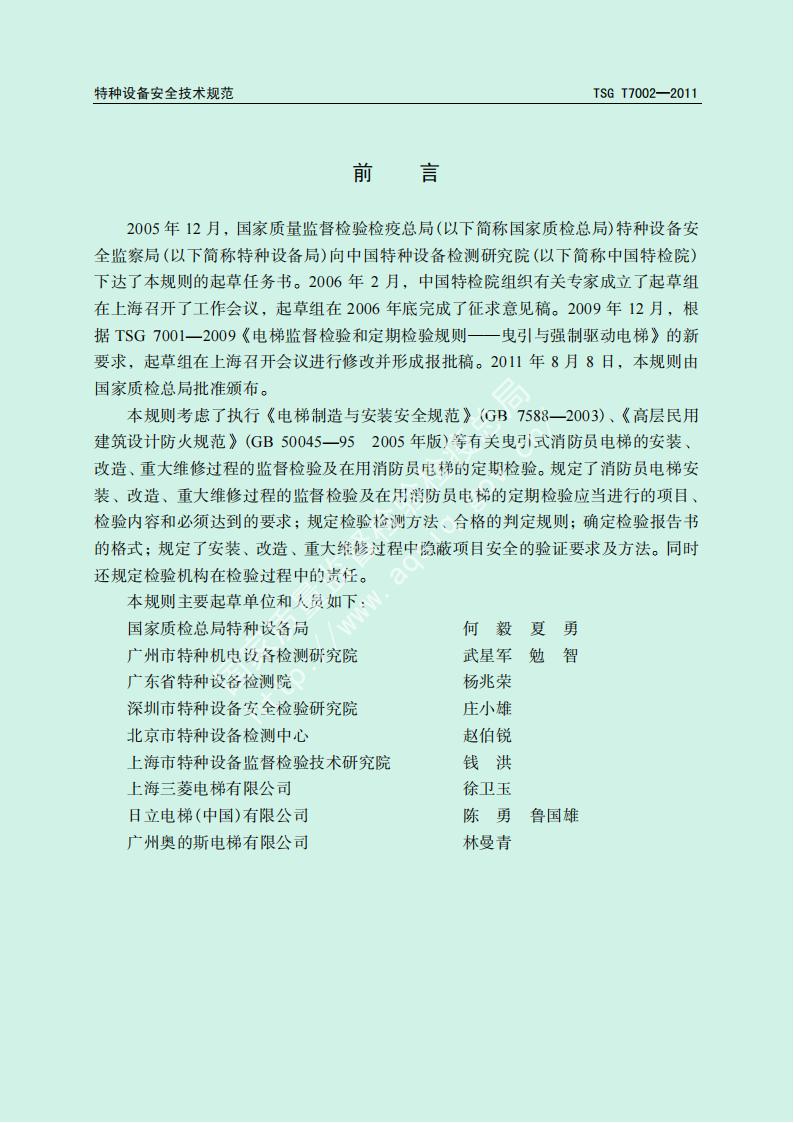 特种设备安全技术规范 TSG T7002—2011
前 言
2005 年 12 月，国家质量监督检验检疫总局(以下简称国家质检总局)特种设备安
全监察局(以下简称特种设备局)向中国特种设备检测研究院(以下简称中国特检院)
下达了本规则的起草任务书。2006 年 2 月，中国特检院组织有关专家成立了起草组
在上海召开了工作会议，起草组在 2006 年底完成了征求意见稿。2009 年 12 月，根
据 TSG 7001—2009《电梯监督检验和定期检验规则——曳引与强制驱动电梯》的新
要求，起草组在上海召开会议进行修改并形成报批稿。2011 年 8 月 8 日，本规则由
国家质检总局批准颁布。
本规则考虑了执行《电梯制造与安装安全规范》(GB 7588—2003)、《高层民用
建筑设计防火规范》(GB 50045—95 2005 年版)等有关曳引式消防员电梯的安装、
改造、重大维修过程的监督检验及在用消防员电梯的定期检验。规定了消防员电梯安
装、改造、重大维修过程的监督检验及在用消防员电梯的定期检验应当进行的项目、
检验内容和必须达到的要求；规定检验检测方法、合格的判定规则；确定检验报告书
的格式；规定了安装、改造、重大维修过程中隐蔽项目安全的验证要求及方法。同时
还规定检验机构在检验过程中的责任。
本规则主要起草单位和人员如下：
国家质检总局特种设备局 何 毅 夏 勇
广州市特种机电设备检测研究院 武星军 勉 智
广东省特种设备检测院 杨兆荣
深圳市特种设备安全检验研究院 庄小雄
北京市特种设备检测中心 赵伯锐
上海市特种设备监督检验技术研究院 钱 洪
上海三菱电梯有限公司 徐卫玉
日立电梯(中国)有限公司 陈 勇 鲁国雄
广州奥的斯电梯有限公司 林曼青
国家质量监督检验检疫总局
http://www.aqsiq.gov.cn/